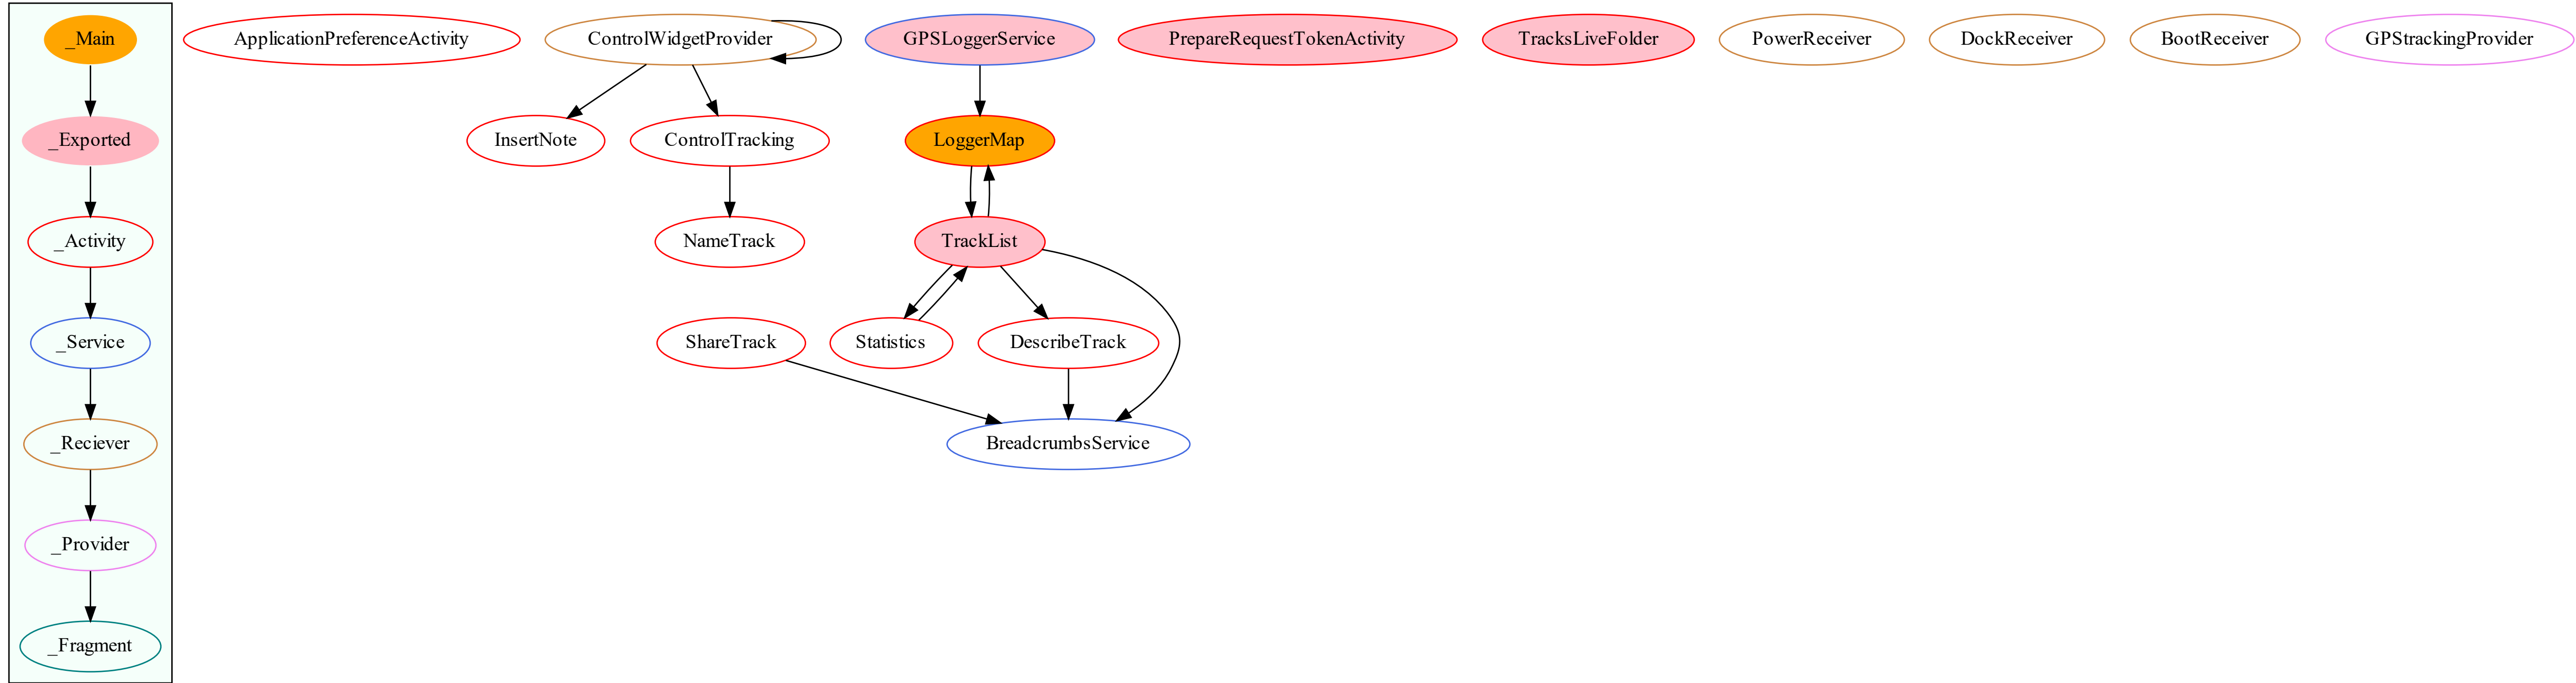 _Main
ApplicationPreferenceActivity
ControlWidgetProvider
GPSLoggerService
PrepareRequestTokenActivity
TracksLiveFolder
PowerReceiver
DockReceiver
BootReceiver
GPStrackingProvider
_Exported
InsertNote
ControlTracking
LoggerMap
_Activity
NameTrack
TrackList
_Service
ShareTrack
Statistics
DescribeTrack
_Reciever
BreadcrumbsService
_Provider
_Fragment